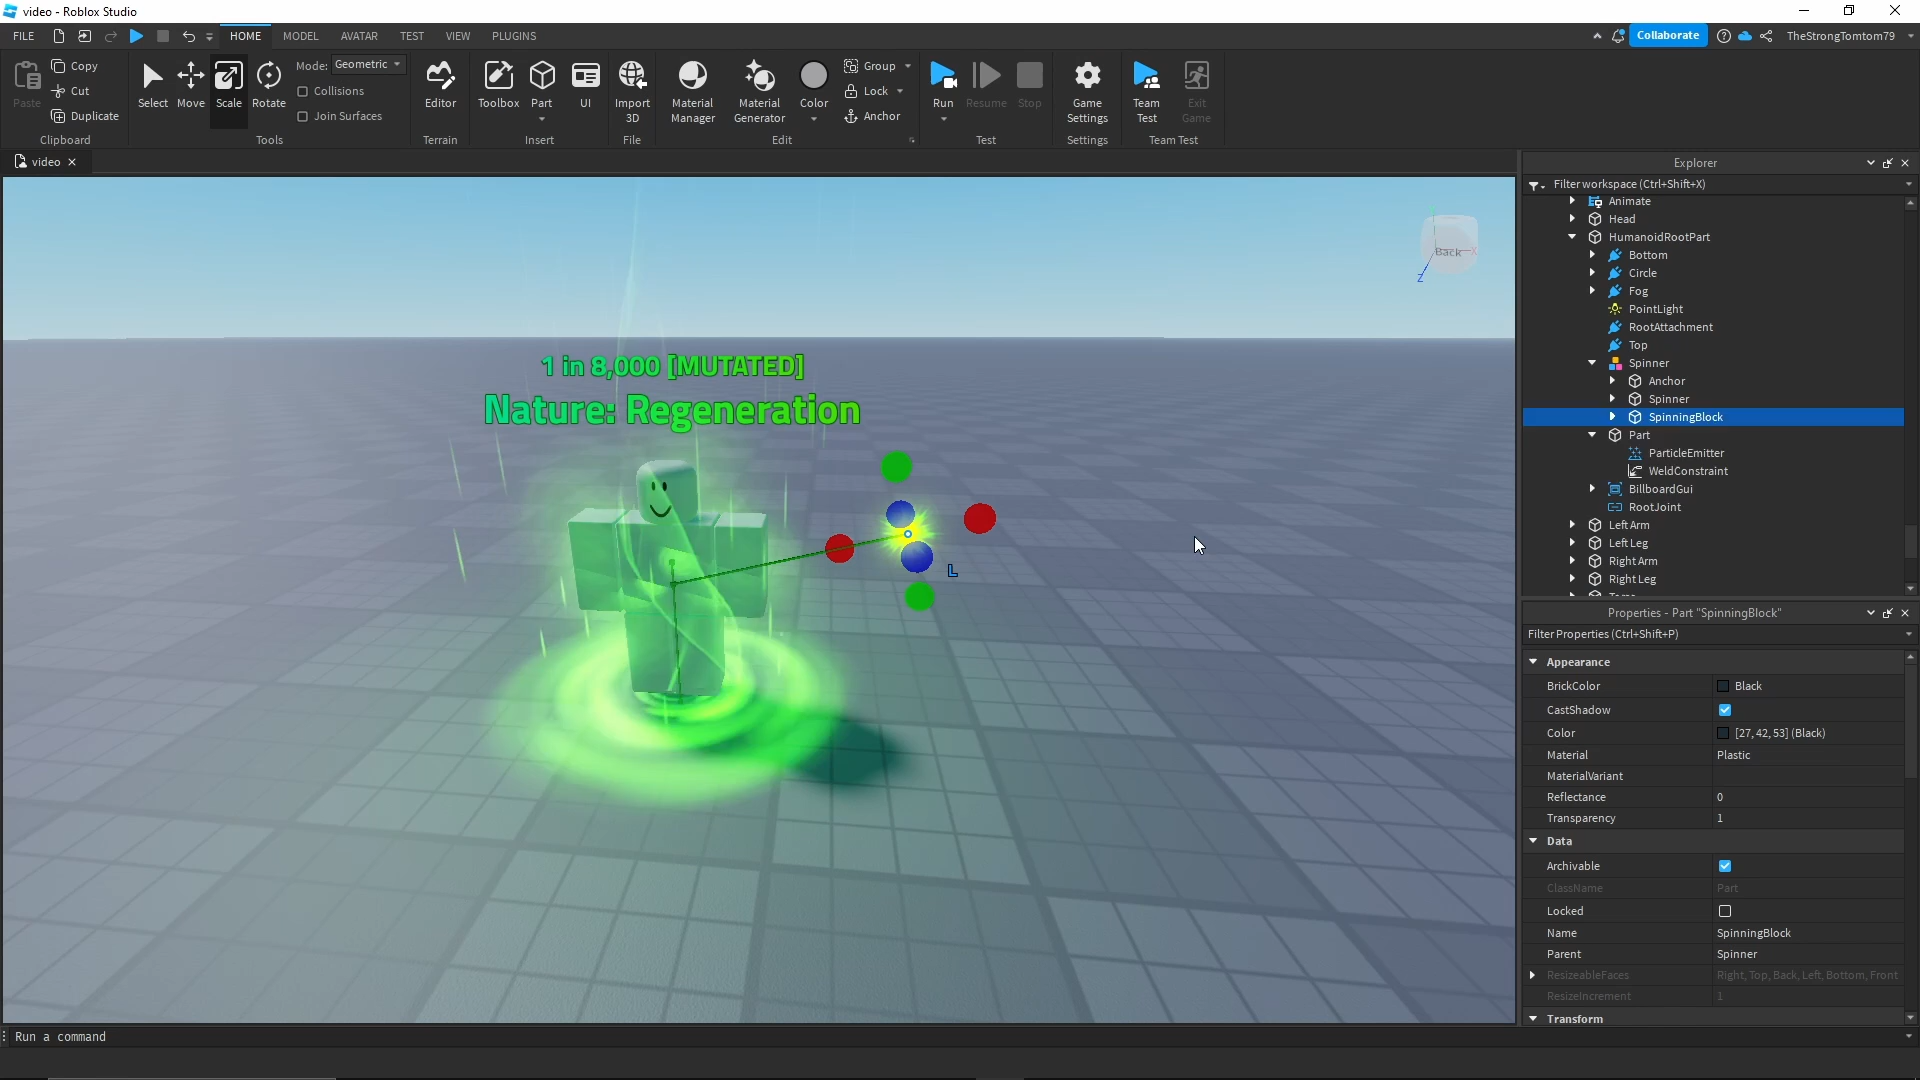 video - Roblox Studio
FILE
HOME
MODEL
AVATAR
TEST
VIEW
PLUGINS
Collaborate
TheStrongTomtom79
Paste
Copy
Cut
Duplicate
Clipboard
Select
Move
Scale
Rotate
Mode: Geometric
Collisions
Join Surfaces
Tools
Editor
Terrain
Toolbox
Part
UI
Insert
Import
3D
File
Material
Manager
Material
Generator
Color
Group
Lock
Anchor
Edit
Run
Resume
Stop
Test
Game
Settings
Settings
Team
Test
Exit
Game
Team Test
video
Back
X
Z
1 in 8,000 [MUTATED]
Nature: Regeneration
L
Explorer
Filter workspace (Ctrl+Shift+X)
Animate
Head
HumanoidRootPart
Bottom
Circle
Fog
PointLight
RootAttachment
Top
Spinner
Anchor
Spinner
SpinningBlock
Part
ParticleEmitter
WeldConstraint
BillboardGui
RootJoint
Left Arm
Left Leg
Right Arm
Right Leg
Properties - Part "SpinningBlock"
Filter Properties (Ctrl+Shift+P)
Appearance
BrickColor Black
CastShadow
Color [27, 42, 53] (Black)
Material Plastic
MaterialVariant
Reflectance 0
Transparency 1
Data
Archivable
ClassName Part
Locked
Name SpinningBlock
Parent Spinner
ResizeableFaces Right, Top, Back, Left, Bottom, Front
ResizeIncrement 1
Transform
Run a command